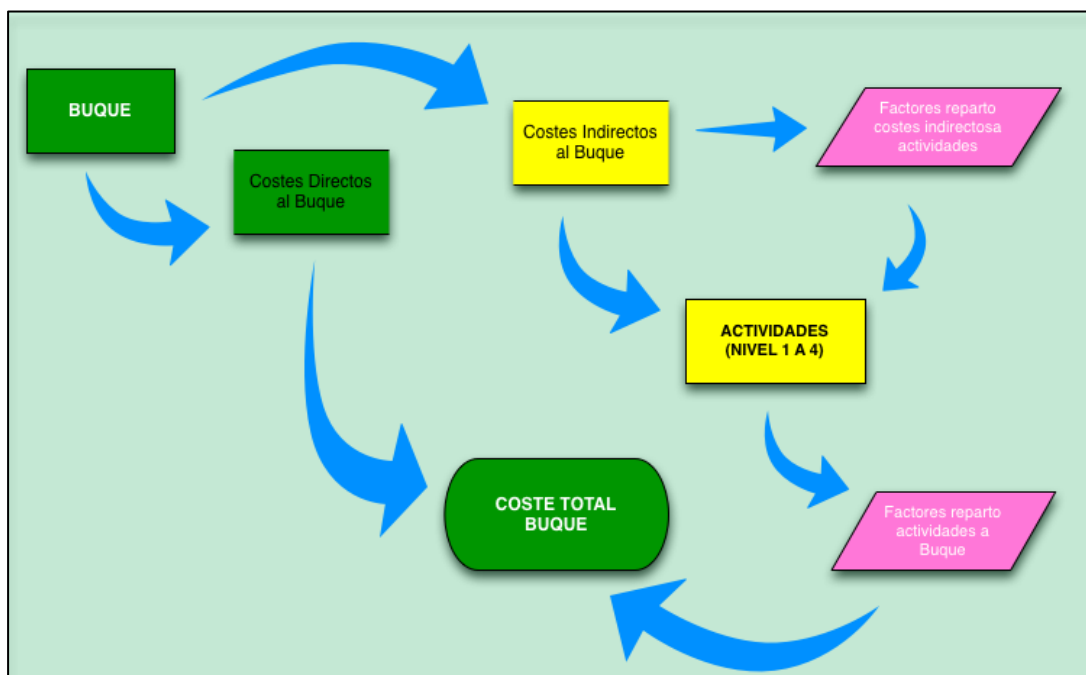 BUQUE
Costes Directos
al Buque
Costes Indirectos
al Buque
Factores reparto
costes indirectosa
actividades
ACTIVIDADES
(NIVEL 1 A 4)
COSTE TOTAL
BUQUE
Factores reparto
actividades a
Buque